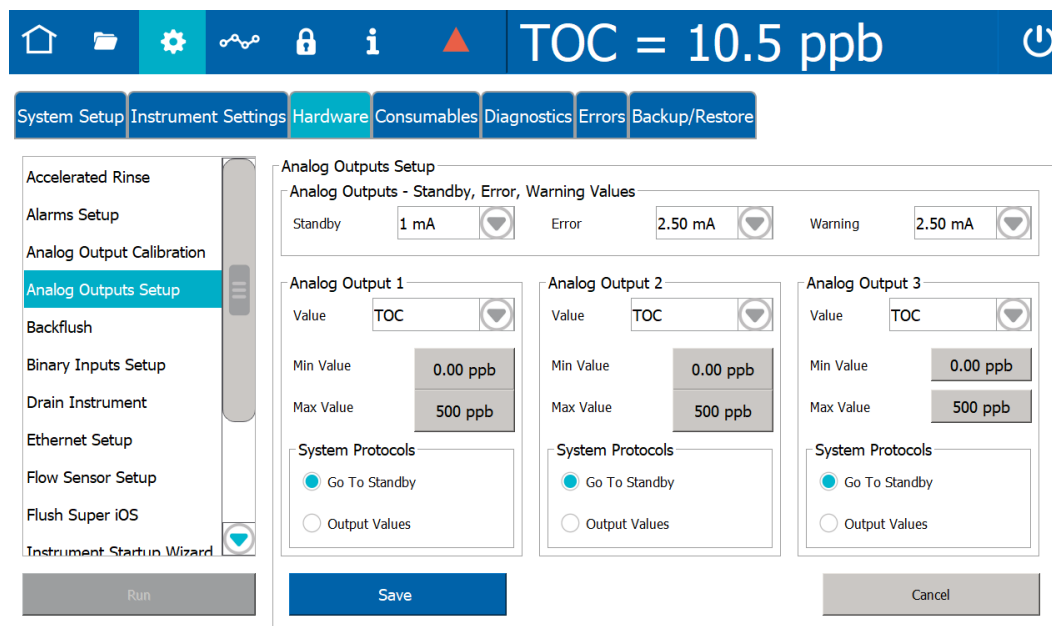 TOC = 10.5 ppb
System Setup Instrument Settings Hardware Consumables Diagnostics Errors Backup/Restore
Accelerated Rinse
Alarms Setup
Analog Output Calibration
Analog Outputs Setup
Backflush
Binary Inputs Setup
Drain Instrument
Ethernet Setup
Flow Sensor Setup
Flush Super iOS
Instrument Startup Wizard
Run
Analog Outputs Setup
Analog Outputs - Standby, Error, Warning Values
Standby 1 mA Error 2.50 mA Warning 2.50 mA
Analog Output 1
Value TOC
Min Value 0.00 ppb
Max Value 500 ppb
System Protocols
Go To Standby
Output Values
Analog Output 2
Value TOC
Min Value 0.00 ppb
Max Value 500 ppb
System Protocols
Go To Standby
Output Values
Analog Output 3
Value TOC
Min Value 0.00 ppb
Max Value 500 ppb
System Protocols
Go To Standby
Output Values
Save
Cancel